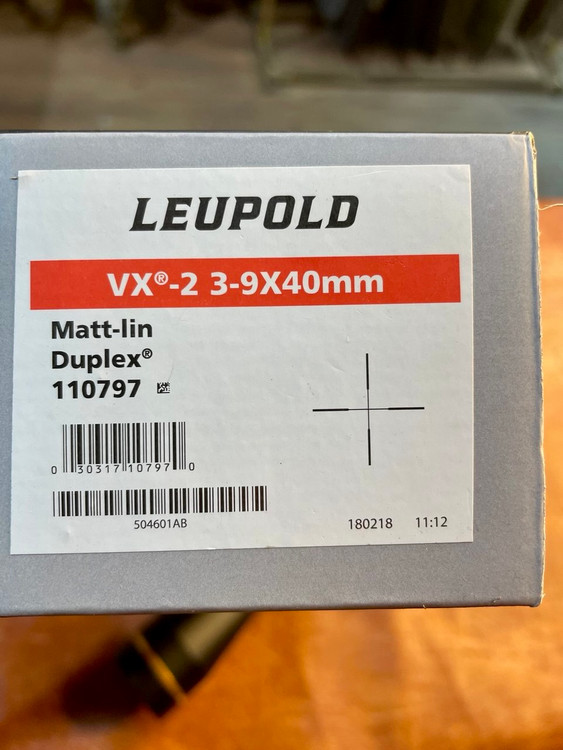 LEUPOLD
VX®-2 3-9X40mm
Matt-lin
Duplex®
110797
0 30317 10797 0
504601AB
180218 11:12